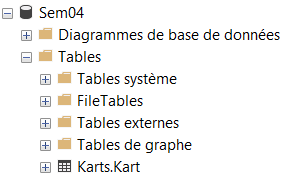 Sem04
Diagrammes de base de données
Tables
Tables système
FileTables
Tables externes
Tables de graphe
Karts.Kart